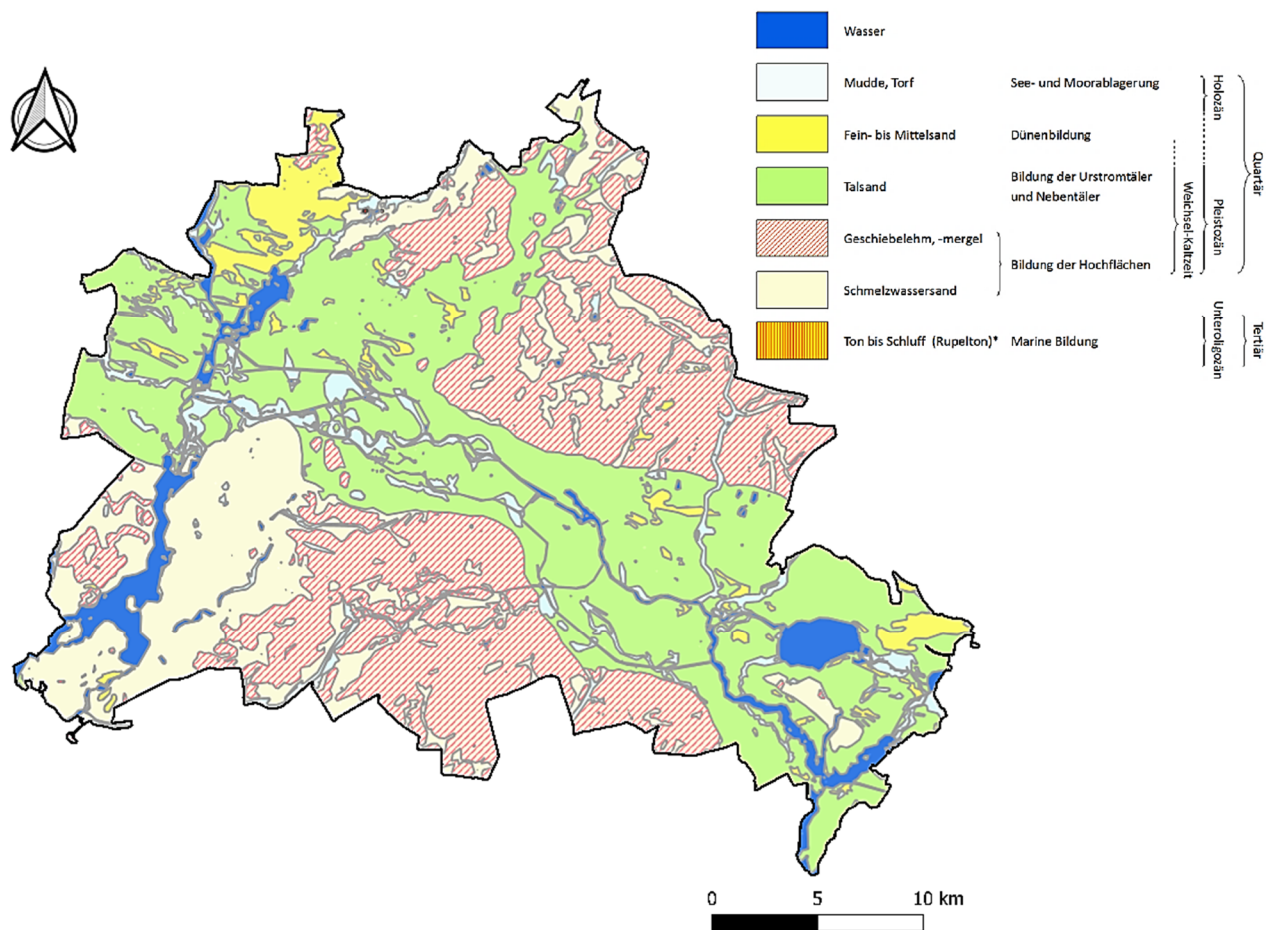 Wasser
Mudde, Torf See- und Moorablagerung
Fein- bis Mittelsand Dünenbildung
Talsand Bildung der Urstromtäler
und Nebentäler
Geschiebelehm, -mergel
Bildung der Hochflächen
Schmelzwassersand
Ton bis Schluff (Rupelton)* Marine Bildung
Weichsel-Kaltzeit
Holozän
Pleistozän
Quartär
Unteroligozän
Tertiär
0 5 10 km